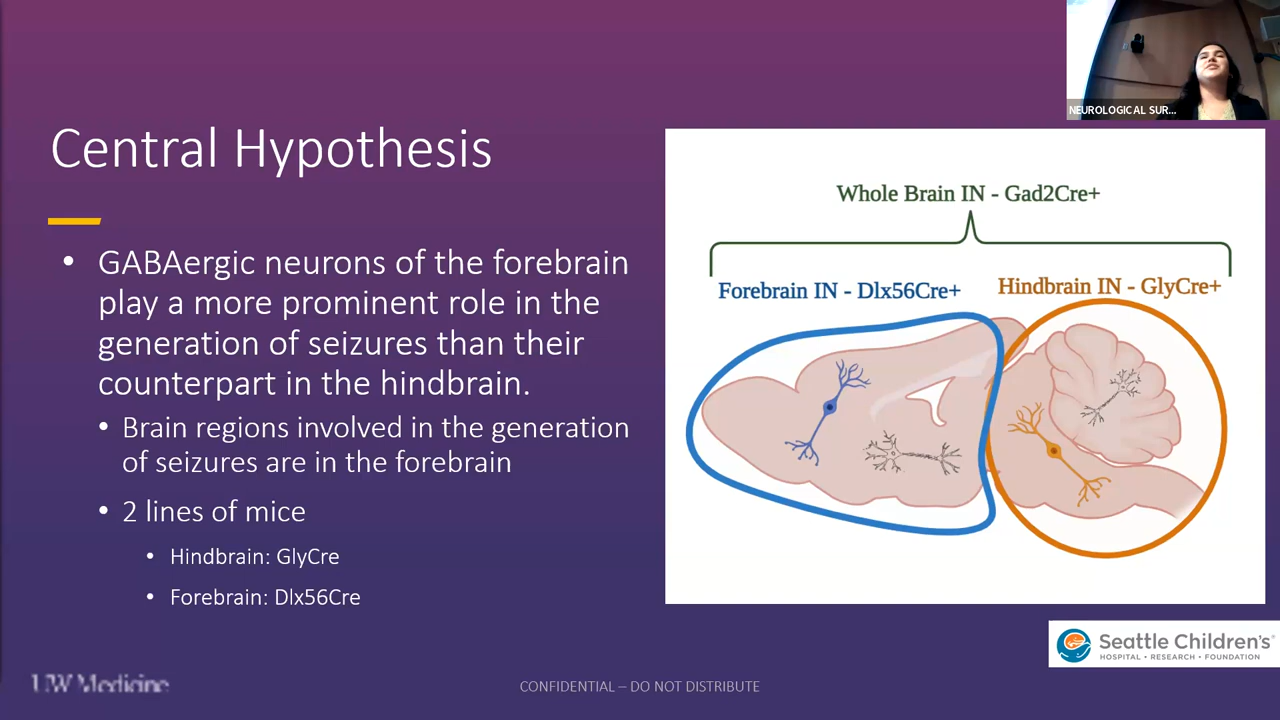 NEUROLOGICAL SUR...
Central Hypothesis
• GABAergic neurons of the forebrain
play a more prominent role in the
generation of seizures than their
counterpart in the hindbrain.
• Brain regions involved in the generation
of seizures are in the forebrain
• 2 lines of mice
• Hindbrain: GlyCre
• Forebrain: Dlx56Cre
Whole Brain IN - Gad2Cre+
Forebrain IN - Dlx56Cre+
Hindbrain IN - GlyCre+
Seattle Children's®
HOSPITAL • RESEARCH • FOUNDATION
UW Medicine
CONFIDENTIAL – DO NOT DISTRIBUTE